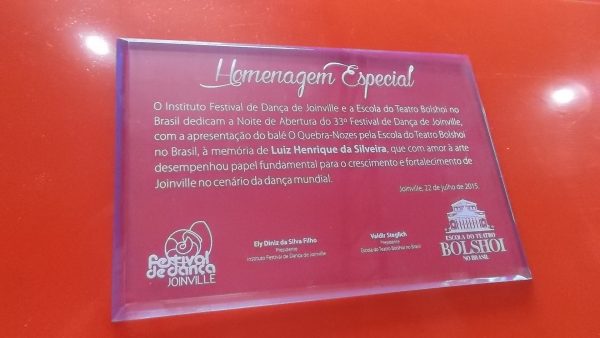 Homenagem Especial
O Instituto Festival de Dança de Joinville e a Escola do Teatro Bolshoi no
Brasil dedicam a Noite de Abertura do 33º Festival de Dança de Joinville,
com a apresentação do balé O Quebra-Nozes pela Escola do Teatro Bolshoi
no Brasil, à memória de Luiz Henrique da Silveira, que com amor à arte
desempenhou papel fundamental para o crescimento e fortalecimento de
Joinville no cenário da dança mundial.
Joinville, 22 de julho de 2015.
Ely Diniz da Silva Filho
Presidente
Instituto Festival de Dança de Joinville
Valdir Steglich
Presidente
Escola do Teatro Bolshoi no Brasil
festival
de dança
JOINVILLE
ESCOLA DO TEATRO
BOLSHOI
NO BRASIL